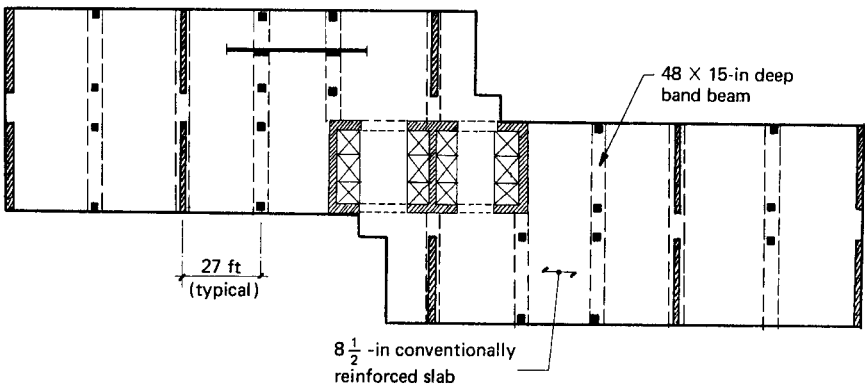 48 X 15-in deep
band beam
27 ft
(typical)
8 1/2 -in conventionally
reinforced slab